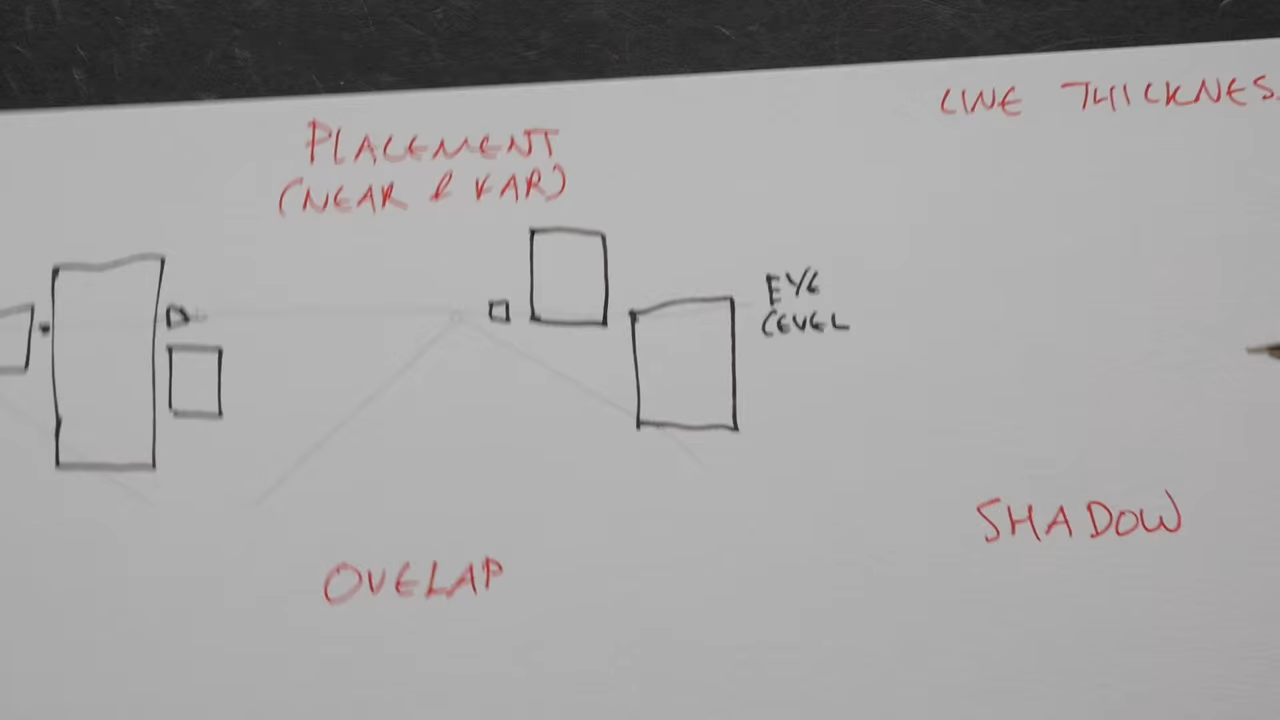 PLACEMENT
(NEAR & FAR)
LINE THICKNES
EYE
LEVEL
SHADOW
OVELAP